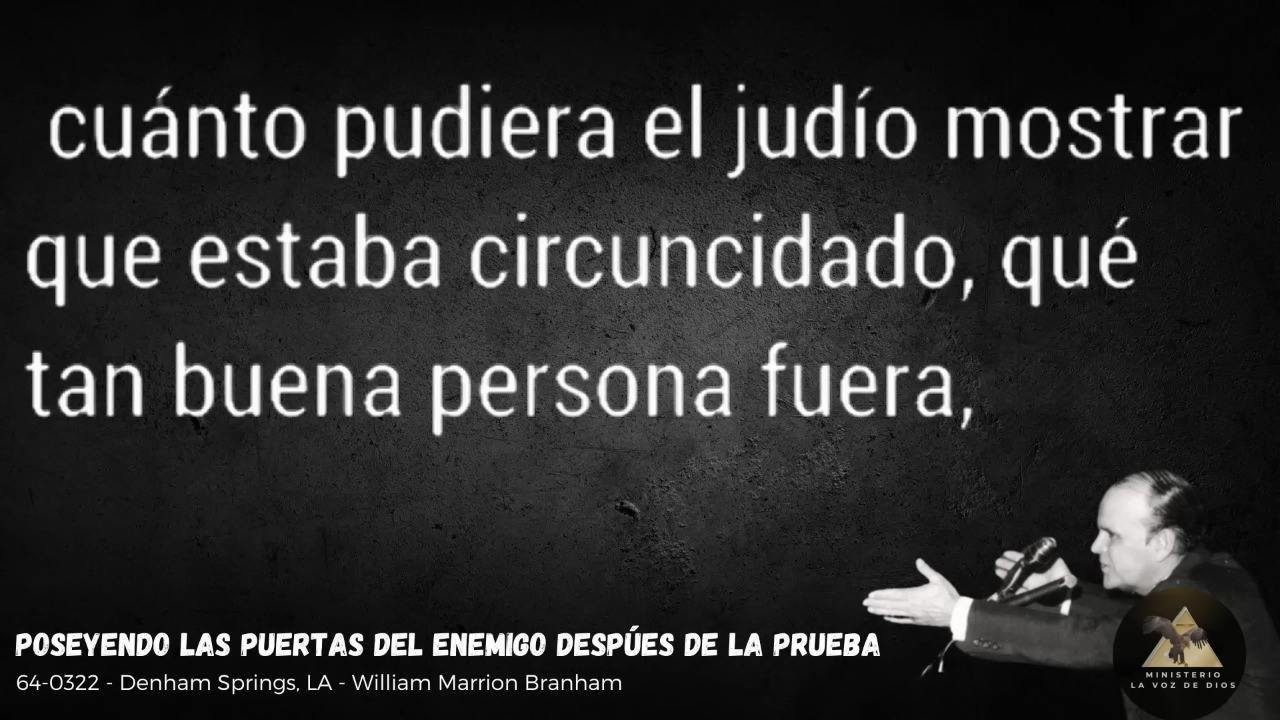 cuánto pudiera el judío mostrar
que estaba circuncidado, qué
tan buena persona fuera,
POSEYENDO LAS PUERTAS DEL ENEMIGO DESPÚES DE LA PRUEBA
64-0322 - Denham Springs, LA - William Marrion Branham
MINISTERIO
LA VOZ DE DIOS